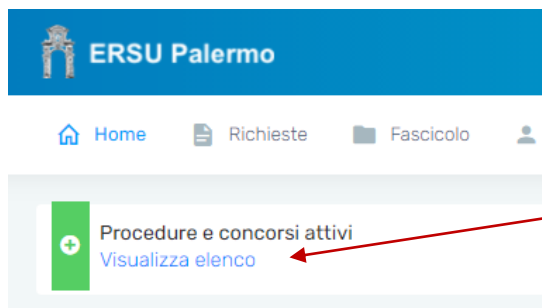 ERSU Palermo
Home Richieste Fascicolo
Procedure e concorsi attivi
Visualizza elenco